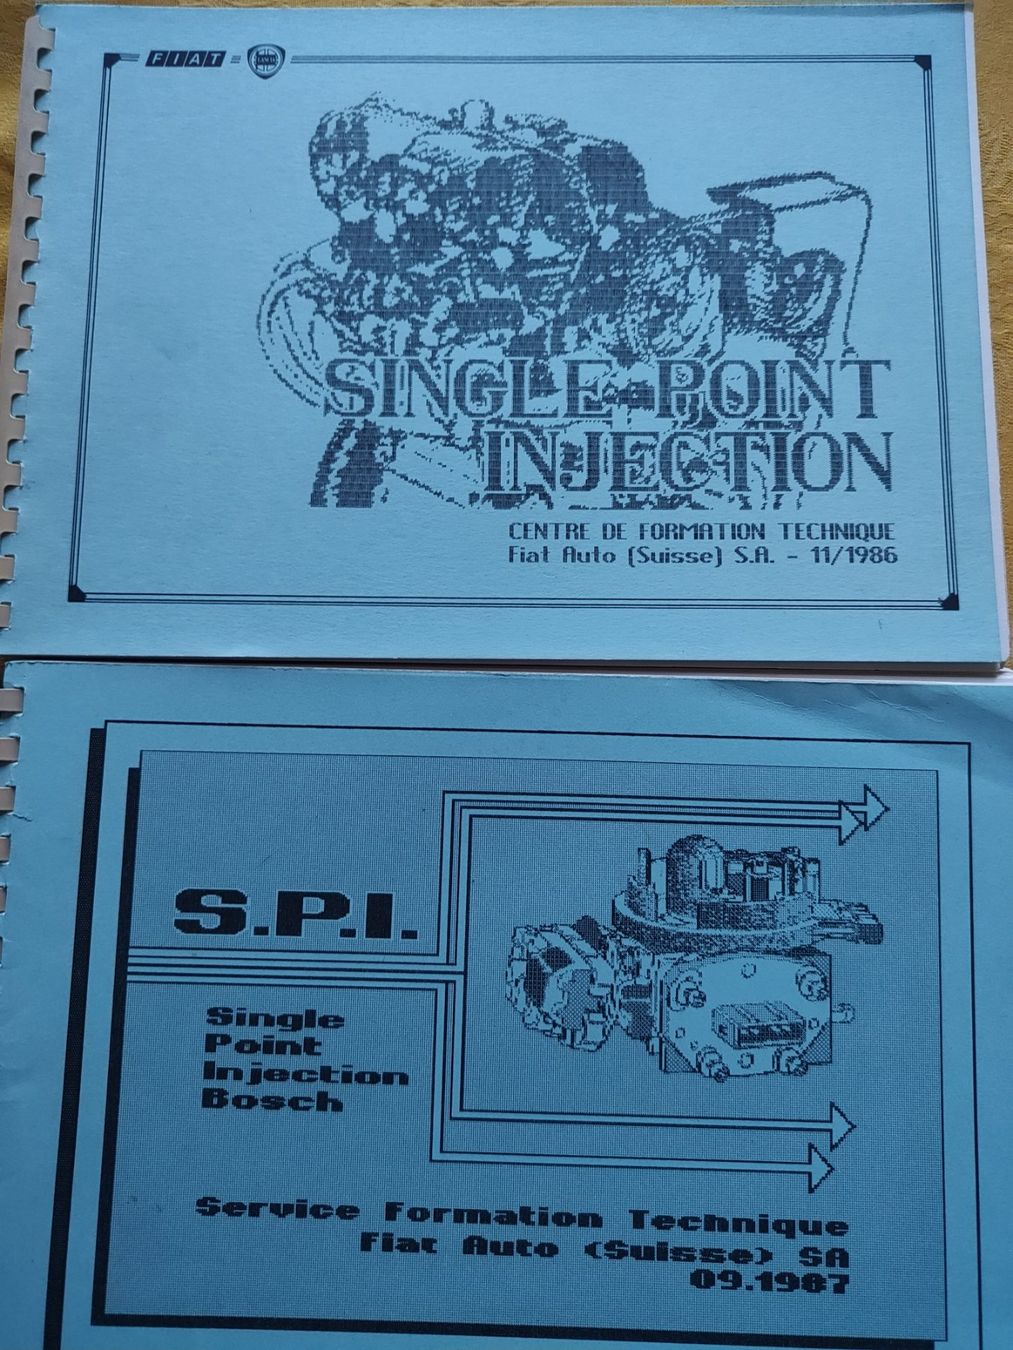 FIAT LANCIA
SINGLE-POINT
INJECTION
CENTRE DE FORMATION TECHNIQUE
Fiat Auto (Suisse) S.A. - 11/1986
S.P.I.
Single
Point
Injection
Bosch
Service Formation Technique
Fiat Auto (Suisse) SA
09.1987